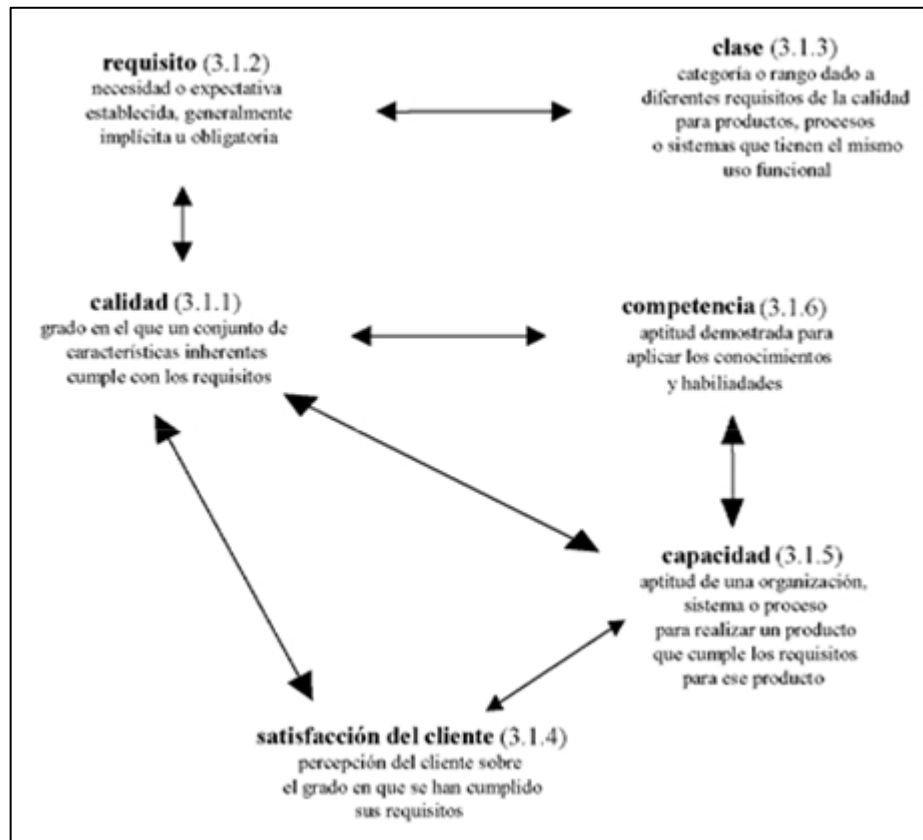 requisito (3.1.2)
necesidad o expectativa
establecida, generalmente
implícita u obligatoria
clase (3.1.3)
categoría o rango dado a
diferentes requisitos de la calidad
para productos, procesos
o sistemas que tienen el mismo
uso funcional
calidad (3.1.1)
grado en el que un conjunto de
características inherentes
cumple con los requisitos
competencia (3.1.6)
aptitud demostrada para
aplicar los conocimientos
y habiliadades
capacidad (3.1.5)
aptitud de una organización,
sistema o proceso
para realizar un producto
que cumple los requisitos
para ese producto
satisfacción del cliente (3.1.4)
percepción del cliente sobre
el grado en que se han cumplido
sus requisitos